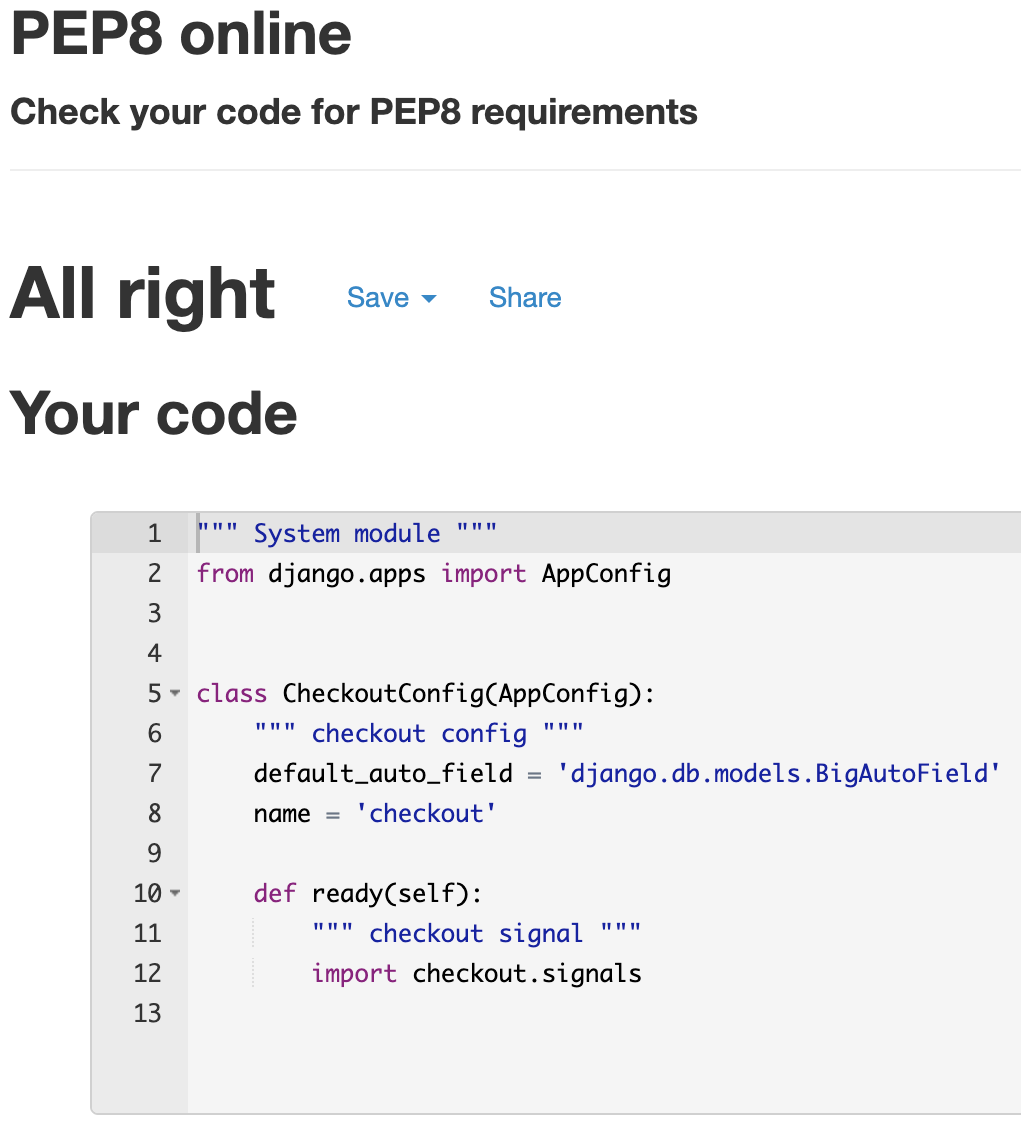 PEP8 online
Check your code for PEP8 requirements
All right Save Share
Your code
1 """ System module """
2 from django.apps import AppConfig
3
4
5 class CheckoutConfig(AppConfig):
6     """ checkout config """
7     default_auto_field = 'django.db.models.BigAutoField'
8     name = 'checkout'
9
10     def ready(self):
11         """ checkout signal """
12         import checkout.signals
13